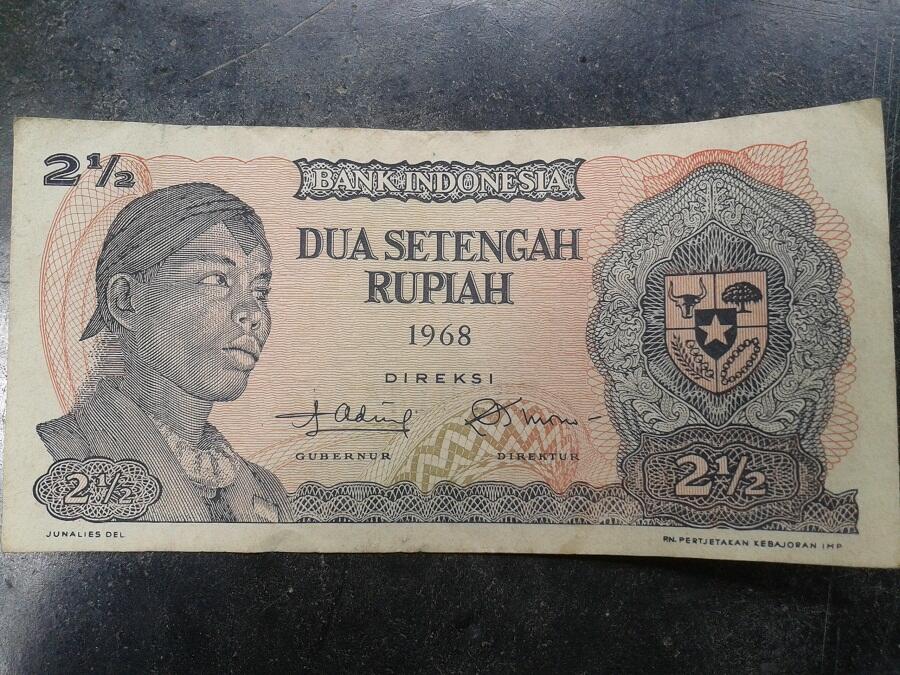 2½
BANK INDONESIA
DUA SETENGAH
RUPIAH
1968
DIREKSI
GUBERNUR DIREKTUR
2½
2½
JUNALIES DEL
PN. PERTJETAKAN KEBAJORAN IMP